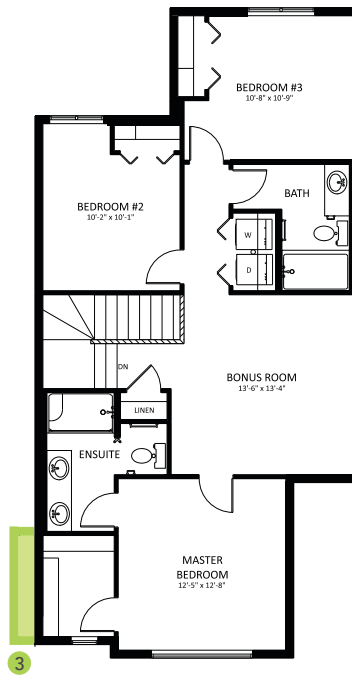 BEDROOM #3
10'-8" x 10'-9"
BEDROOM #2
10'-2" x 10'-1"
BATH
W
D
DN
LINEN
BONUS ROOM
13'-6" x 13'-4"
ENSUITE
MASTER
BEDROOM
12'-5" x 12'-8"
3